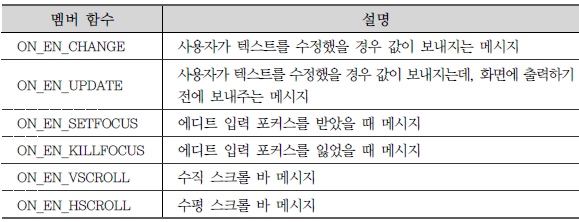 멤버 함수 설명
ON_EN_CHANGE 사용자가 텍스트를 수정했을 경우 값이 보내지는 메시지
ON_EN_UPDATE 사용자가 텍스트를 수정했을 경우 값이 보내지는데, 화면에 출력하기
전에 보내주는 메시지
ON_EN_SETFOCUS 에디트 입력 포커스를 받았을 때 메시지
ON_EN_KILLFOCUS 에디트 입력 포커스를 잃었을 때 메시지
ON_EN_VSCROLL 수직 스크롤 바 메시지
ON_EN_HSCROLL 수평 스크롤 바 메시지